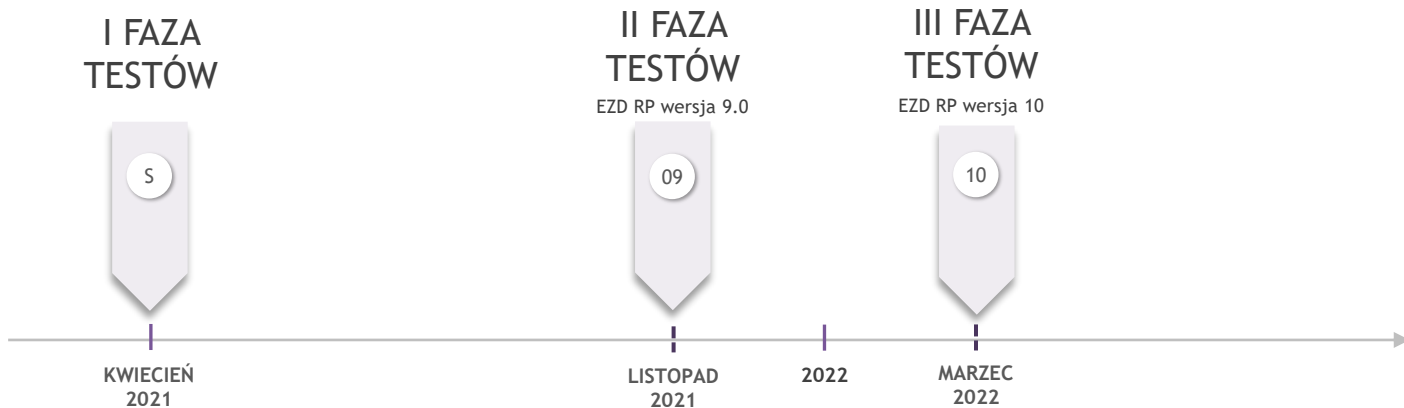 I FAZA
TESTÓW
S
KWIECIEŃ
2021
II FAZA
TESTÓW
EZD RP wersja 9.0
09
LISTOPAD
2021
2022
III FAZA
TESTÓW
EZD RP wersja 10
10
MARZEC
2022